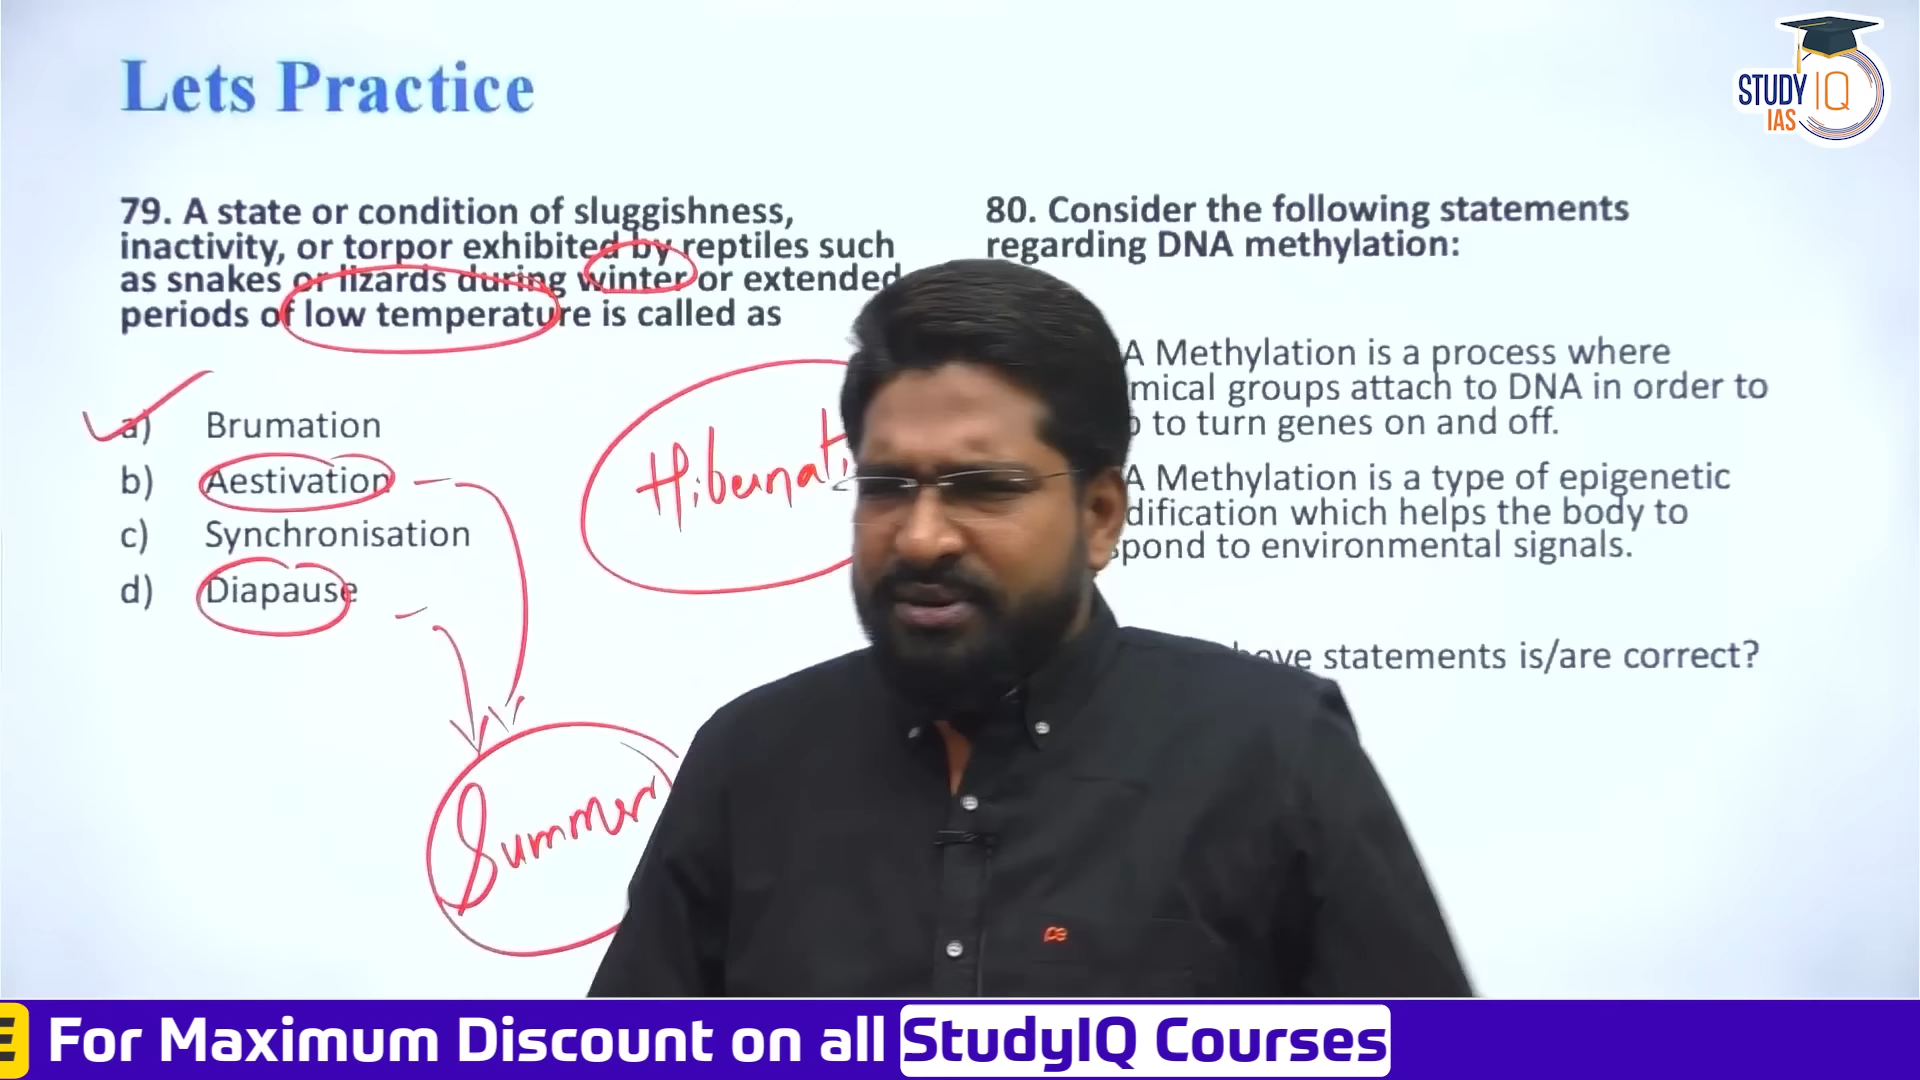 Lets Practice
STUDY IQ
IAS
79. A state or condition of sluggishness,
inactivity, or torpor exhibited by reptiles such
as snakes or lizards during winter or extended
periods of low temperature is called as
a) Brumation
b) Aestivation
c) Synchronisation
d) Diapause
Hibernati
Summer
80. Consider the following statements
regarding DNA methylation:
A Methylation is a process where
mical groups attach to DNA in order to
to turn genes on and off.
A Methylation is a type of epigenetic
dification which helps the body to
spond to environmental signals.
ove statements is/are correct?
E For Maximum Discount on all StudyIQ Courses